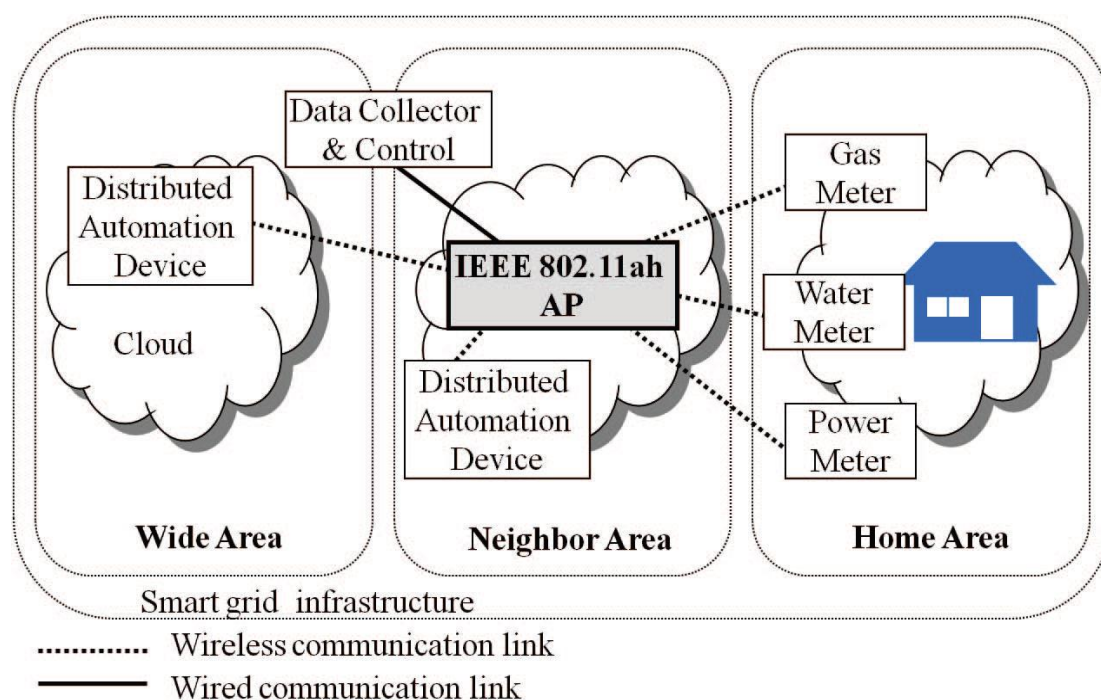 Data Collector
& Control
Distributed
Automation
Device
Cloud
Wide Area
IEEE 802.11ah
AP
Distributed
Automation
Device
Neighbor Area
Gas
Meter
Water
Meter
Power
Meter
Home Area
Smart grid infrastructure
Wireless communication link
Wired communication link